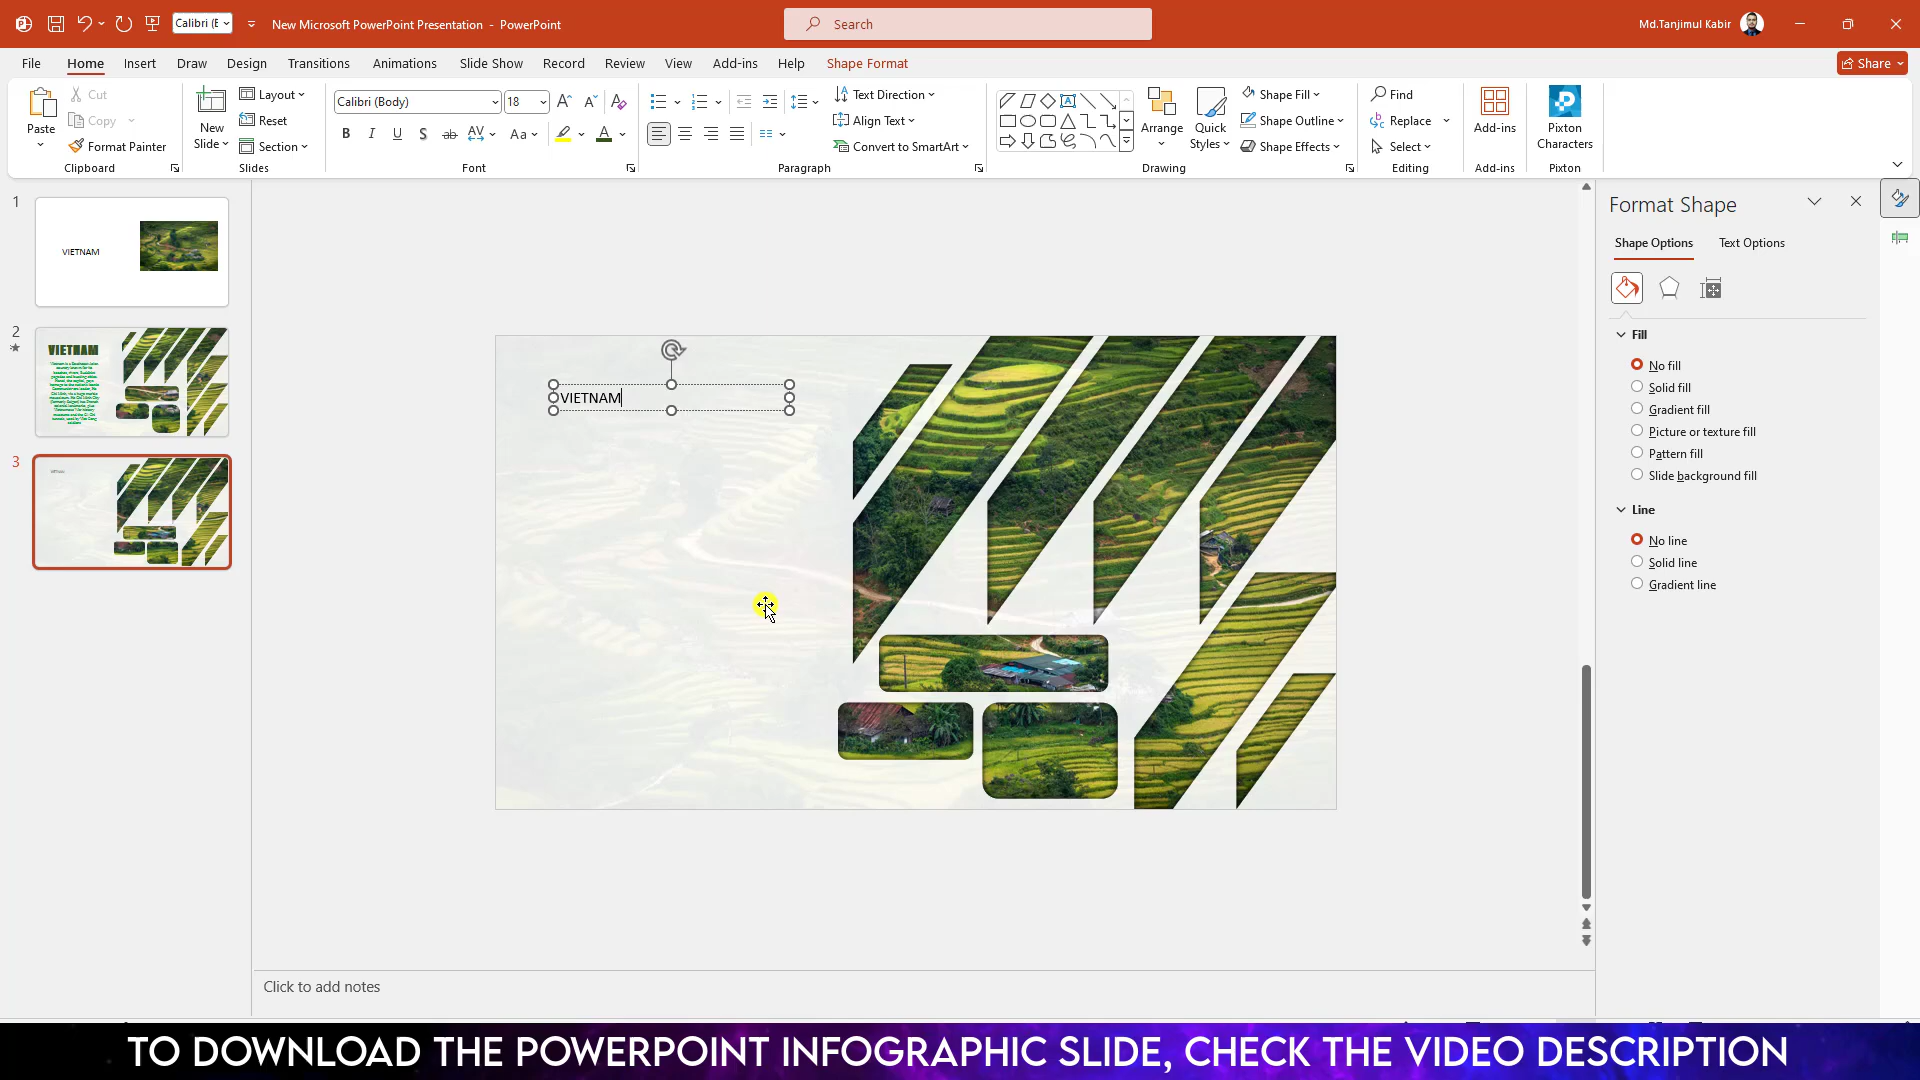 Calibri (E
New Microsoft PowerPoint Presentation - PowerPoint
Search
Md.Tanjimul Kabir
File Home Insert Draw Design Transitions Animations Slide Show Record Review View Add-ins Help Shape Format
Share
Paste
Cut
Copy
Format Painter
Clipboard
New Slide
Layout
Reset
Section
Slides
Calibri (Body) 18
Font
Paragraph
Text Direction
Align Text
Convert to SmartArt
Arrange
Quick Styles
Shape Fill
Shape Outline
Shape Effects
Drawing
Find
Replace
Select
Editing
Add-ins
Add-ins
Pixton Characters
Pixton
1
VIETNAM
2
VIETNAM
3
VIETNAM
Format Shape
Shape Options Text Options
Fill
No fill
Solid fill
Gradient fill
Picture or texture fill
Pattern fill
Slide background fill
Line
No line
Solid line
Gradient line
Click to add notes
TO DOWNLOAD THE POWERPOINT INFOGRAPHIC SLIDE, CHECK THE VIDEO DESCRIPTION